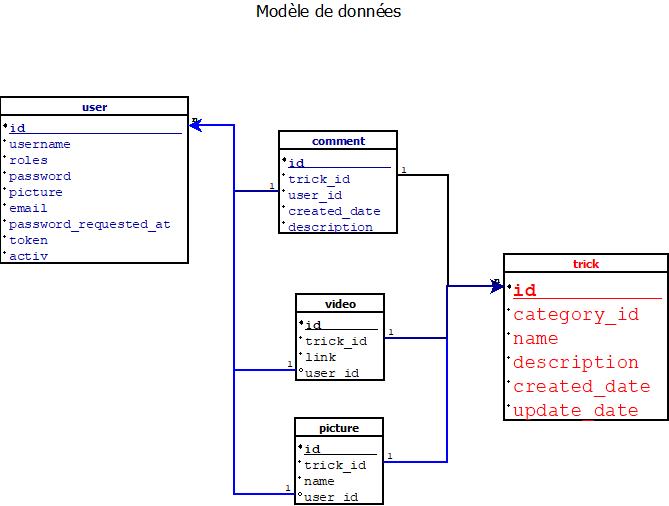 Modèle de données
user
id
username
roles
password
picture
email
password_requested_at
token
activ
comment
id
trick_id
user_id
created_date
description
video
id
trick_id
link
user_id
picture
id
trick_id
name
user_id
trick
id
category_id
name
description
created_date
update_date
1
1
1
1
1
1